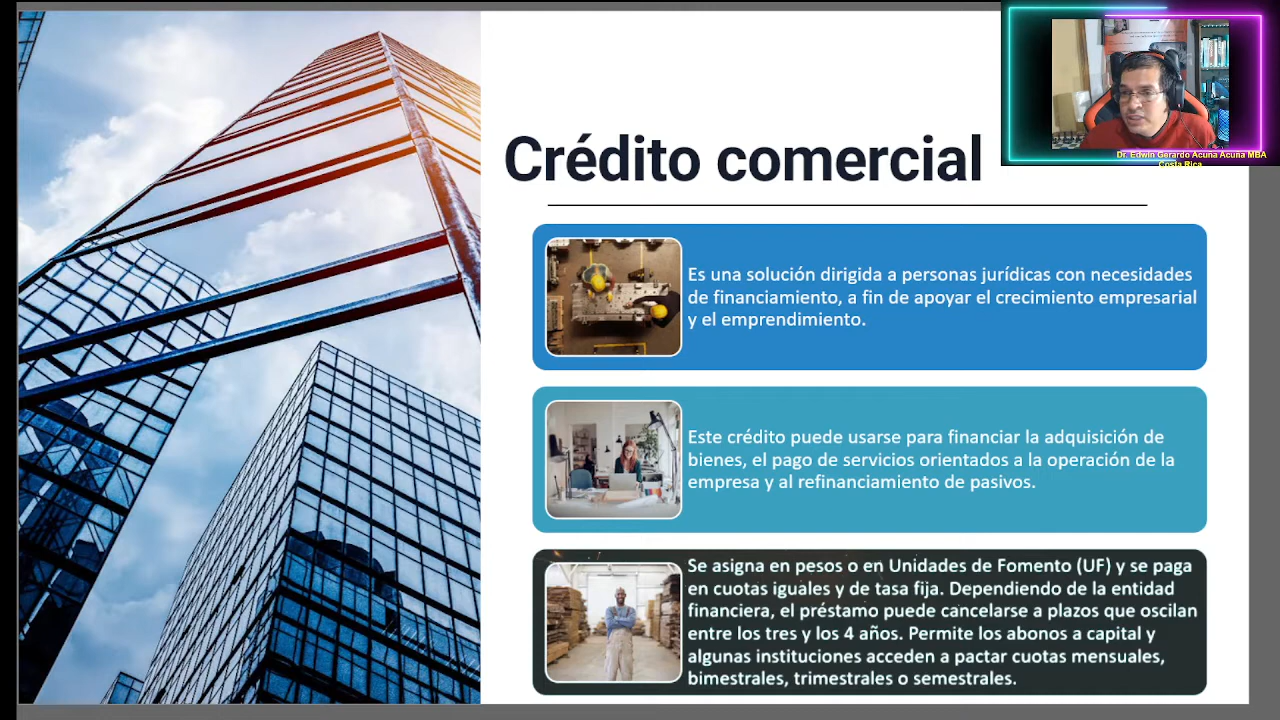 Crédito comercial
Dr. Edwin Gerardo Acuna Acuna MBA
Costa Rica
Es una solución dirigida a personas jurídicas con necesidades
de financiamiento, a fin de apoyar el crecimiento empresarial
y el emprendimiento.
Este crédito puede usarse para financiar la adquisición de
bienes, el pago de servicios orientados a la operación de la
empresa y al refinanciamiento de pasivos.
Se asigna en pesos o en Unidades de Fomento (UF) y se paga
en cuotas iguales y de tasa fija. Dependiendo de la entidad
financiera, el préstamo puede cancelarse a plazos que oscilan
entre los tres y los 4 años. Permite los abonos a capital y
algunas instituciones acceden a pactar cuotas mensuales,
bimestrales, trimestrales o semestrales.